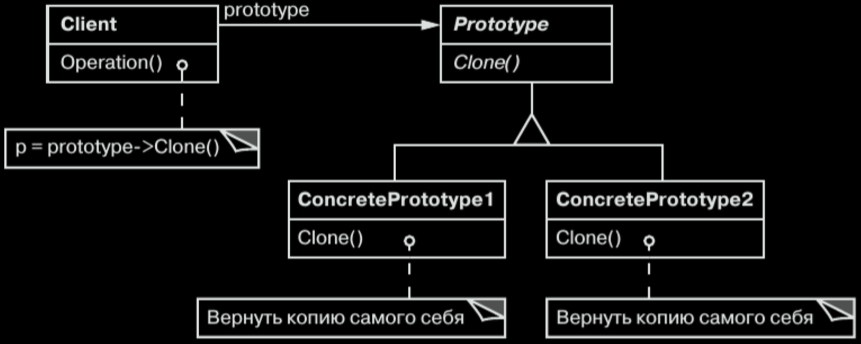 Client
prototype
Prototype
Operation()
Clone()
p = prototype->Clone()
ConcretePrototype1
ConcretePrototype2
Clone()
Clone()
Вернуть копию самого себя
Вернуть копию самого себя